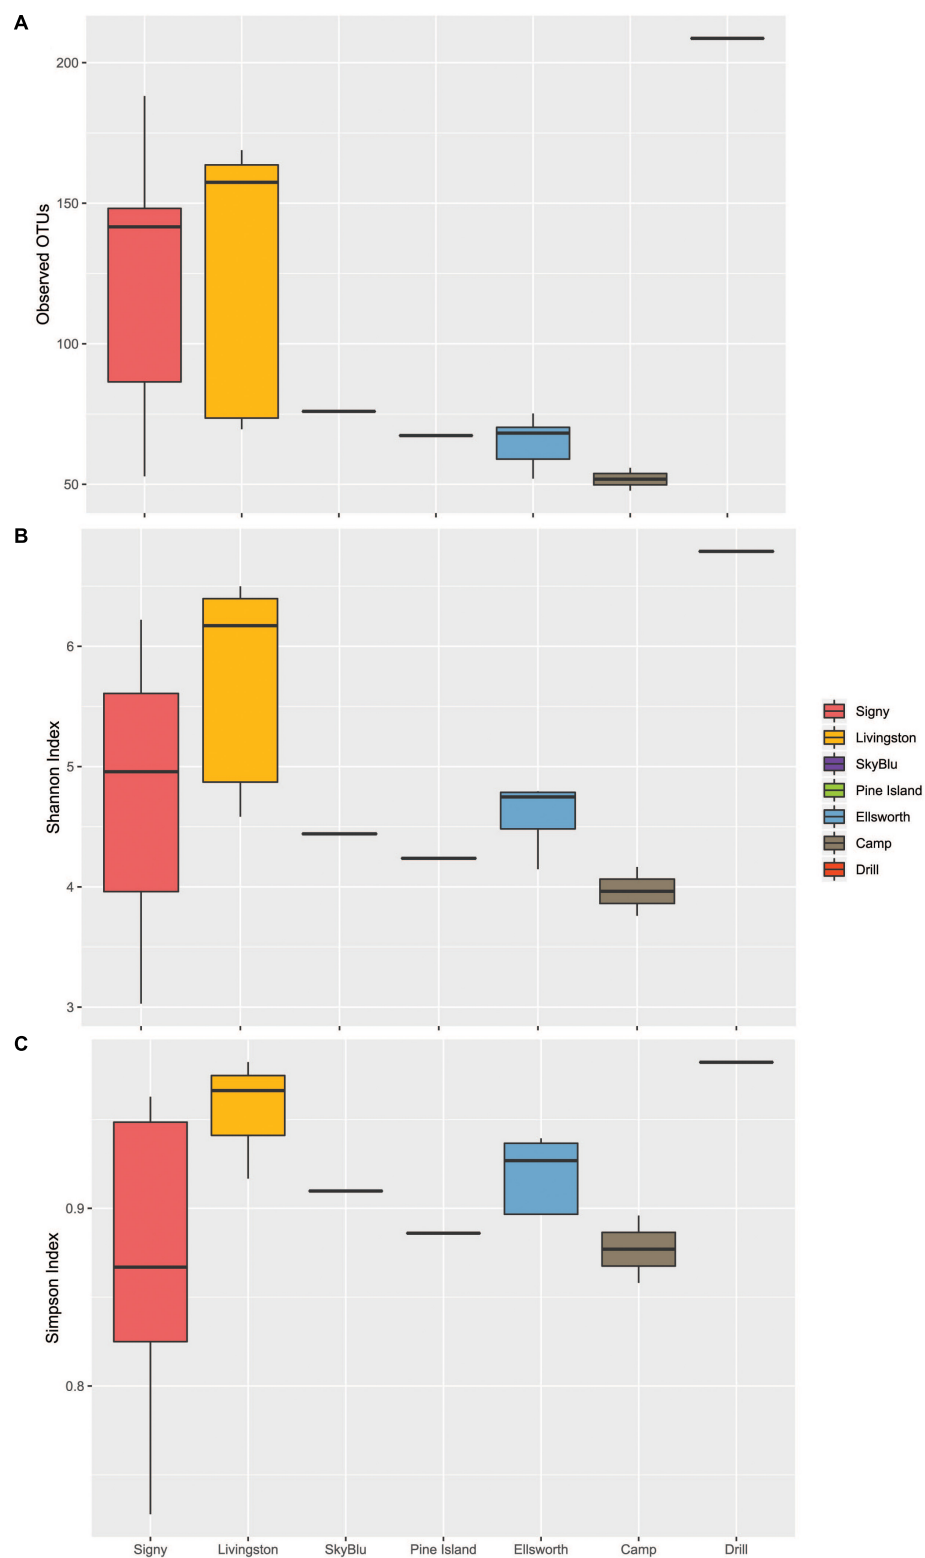 A
Observed OTUs
200
150
100
50
B
Shannon Index
6
5
4
3
Signy
Livingston
SkyBlu
Pine Island
Ellsworth
Camp
Drill
C
Simpson Index
0.9
0.8
Signy
Livingston
SkyBlu
Pine Island
Ellsworth
Camp
Drill